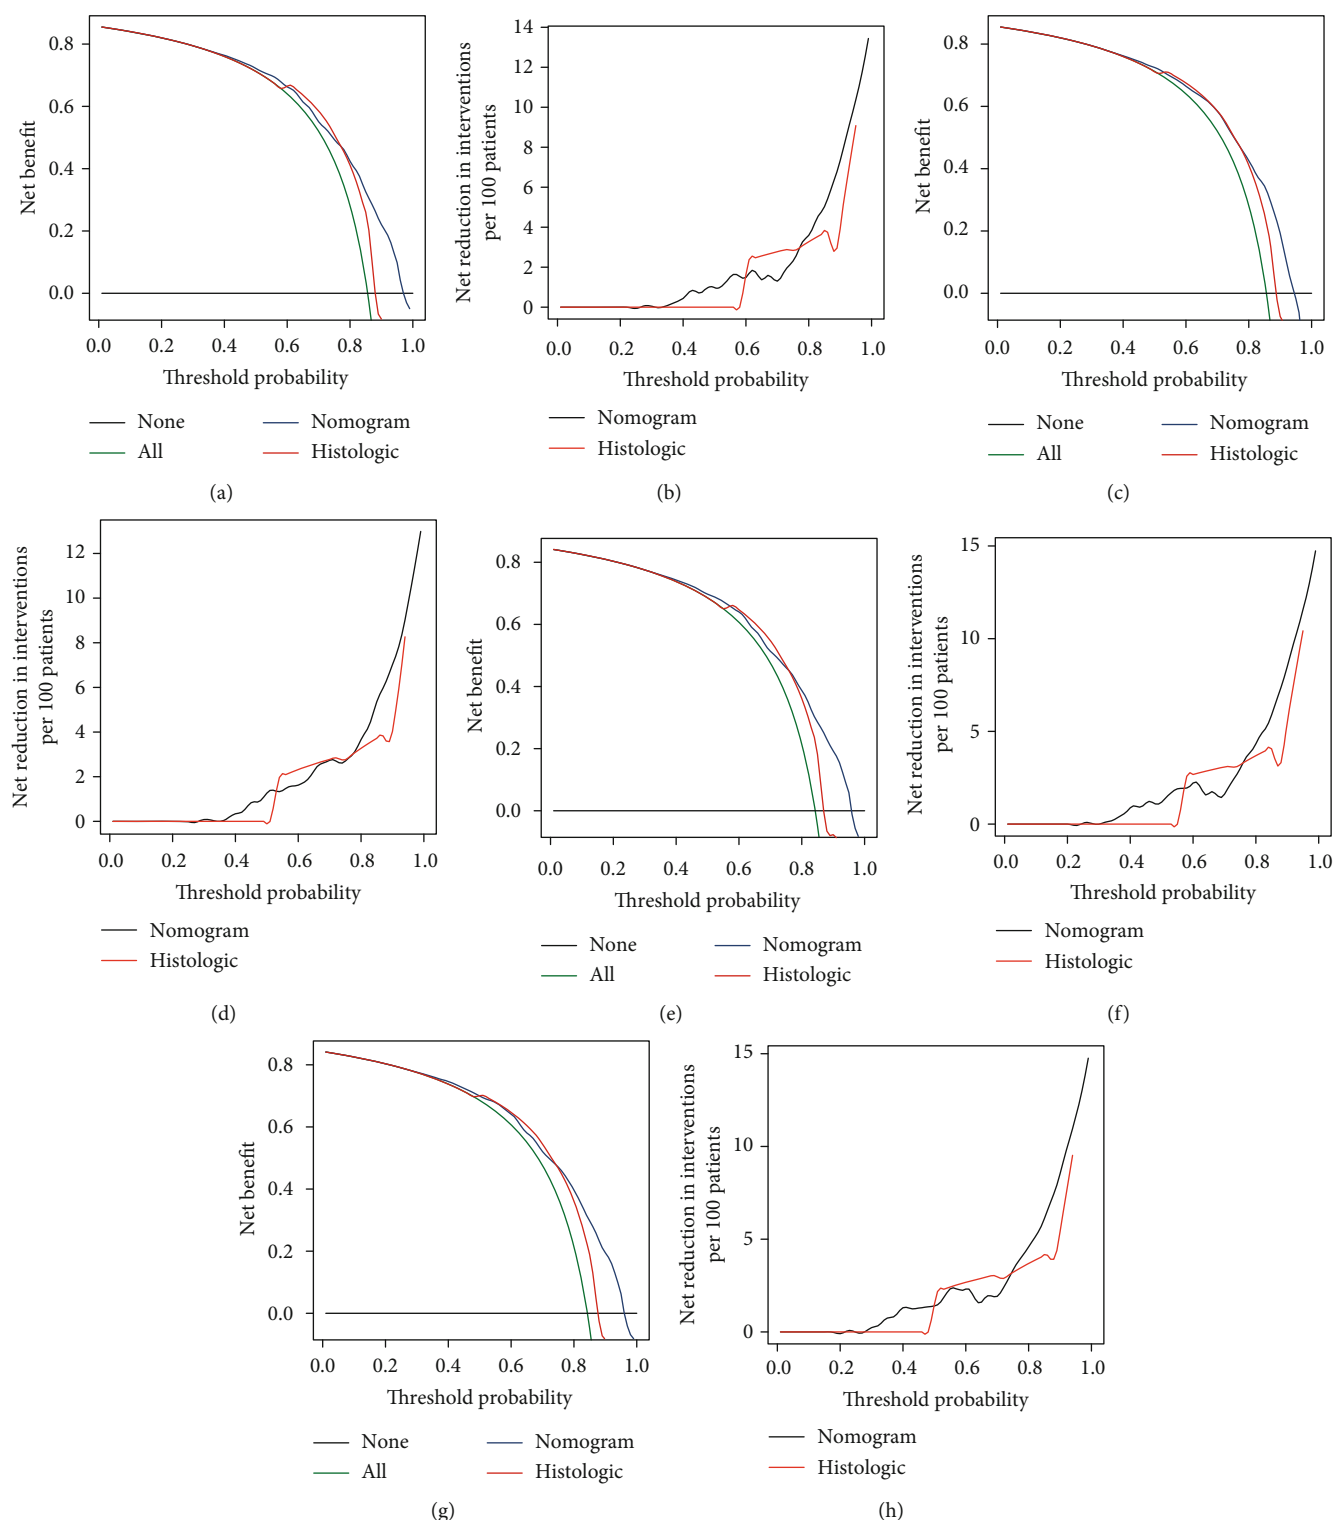 Net benefit
0.8
0.6
0.4
0.2
0.0
0.0 0.2 0.4 0.6 0.8 1.0
Threshold probability
None Nomogram
All Histologic
(a)
Net reduction in interventions
per 100 patients
14
12
10
8
6
4
2
0
0.0 0.2 0.4 0.6 0.8 1.0
Threshold probability
Nomogram
Histologic
(b)
Net benefit
0.8
0.6
0.4
0.2
0.0
0.0 0.2 0.4 0.6 0.8 1.0
Threshold probability
None Nomogram
All Histologic
(c)
Net reduction in interventions
per 100 patients
12
10
8
6
4
2
0
0.0 0.2 0.4 0.6 0.8 1.0
Threshold probability
Nomogram
Histologic
(d)
Net benefit
0.8
0.6
0.4
0.2
0.0
0.0 0.2 0.4 0.6 0.8 1.0
Threshold probability
None Nomogram
All Histologic
(e)
Net reduction in interventions
per 100 patients
15
10
5
0
0.0 0.2 0.4 0.6 0.8 1.0
Threshold probability
Nomogram
Histologic
(f)
Net benefit
0.8
0.6
0.4
0.2
0.0
0.0 0.2 0.4 0.6 0.8 1.0
Threshold probability
None Nomogram
All Histologic
(g)
Net reduction in interventions
per 100 patients
15
10
5
0
0.0 0.2 0.4 0.6 0.8 1.0
Threshold probability
Nomogram
Histologic
(h)